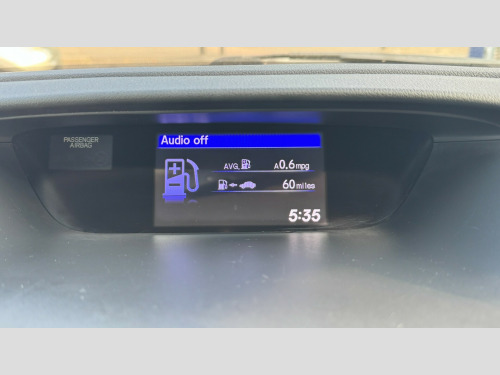 PASSENGER
AIRBAG
Audio off
AVG. A0.6mpg
60miles
5:35